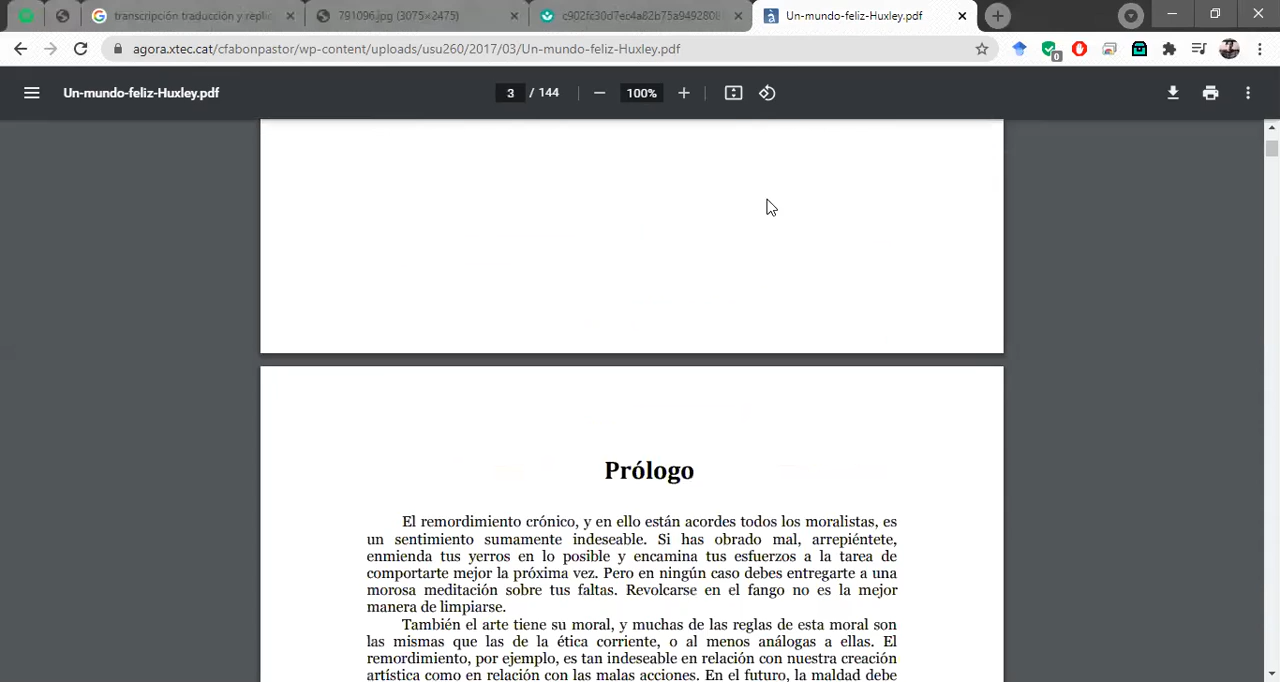 transcripción traducción y replic
791096.jpg (3075×2475)
Un-mundo-feliz-Huxley.pdf
agora.xtec.cat/cfabonpastor/wp-content/uploads/usu260/2017/03/Un-mundo-feliz-Huxley.pdf
0
Un-mundo-feliz-Huxley.pdf
3 / 144
100%
Prólogo
El remordimiento crónico, y en ello están acordes todos los moralistas, es
un sentimiento sumamente indeseable. Si has obrado mal, arrepiéntete,
enmienda tus yerros en lo posible y encamina tus esfuerzos a la tarea de
comportarte mejor la próxima vez. Pero en ningún caso debes entregarte a una
morosa meditación sobre tus faltas. Revolcarse en el fango no es la mejor
manera de limpiarse.
También el arte tiene su moral, y muchas de las reglas de esta moral son
las mismas que las de la ética corriente, o al menos análogas a ellas. El
remordimiento, por ejemplo, es tan indeseable en relación con nuestra creación
artística como en relación con las malas acciones. En el futuro, la maldad debe